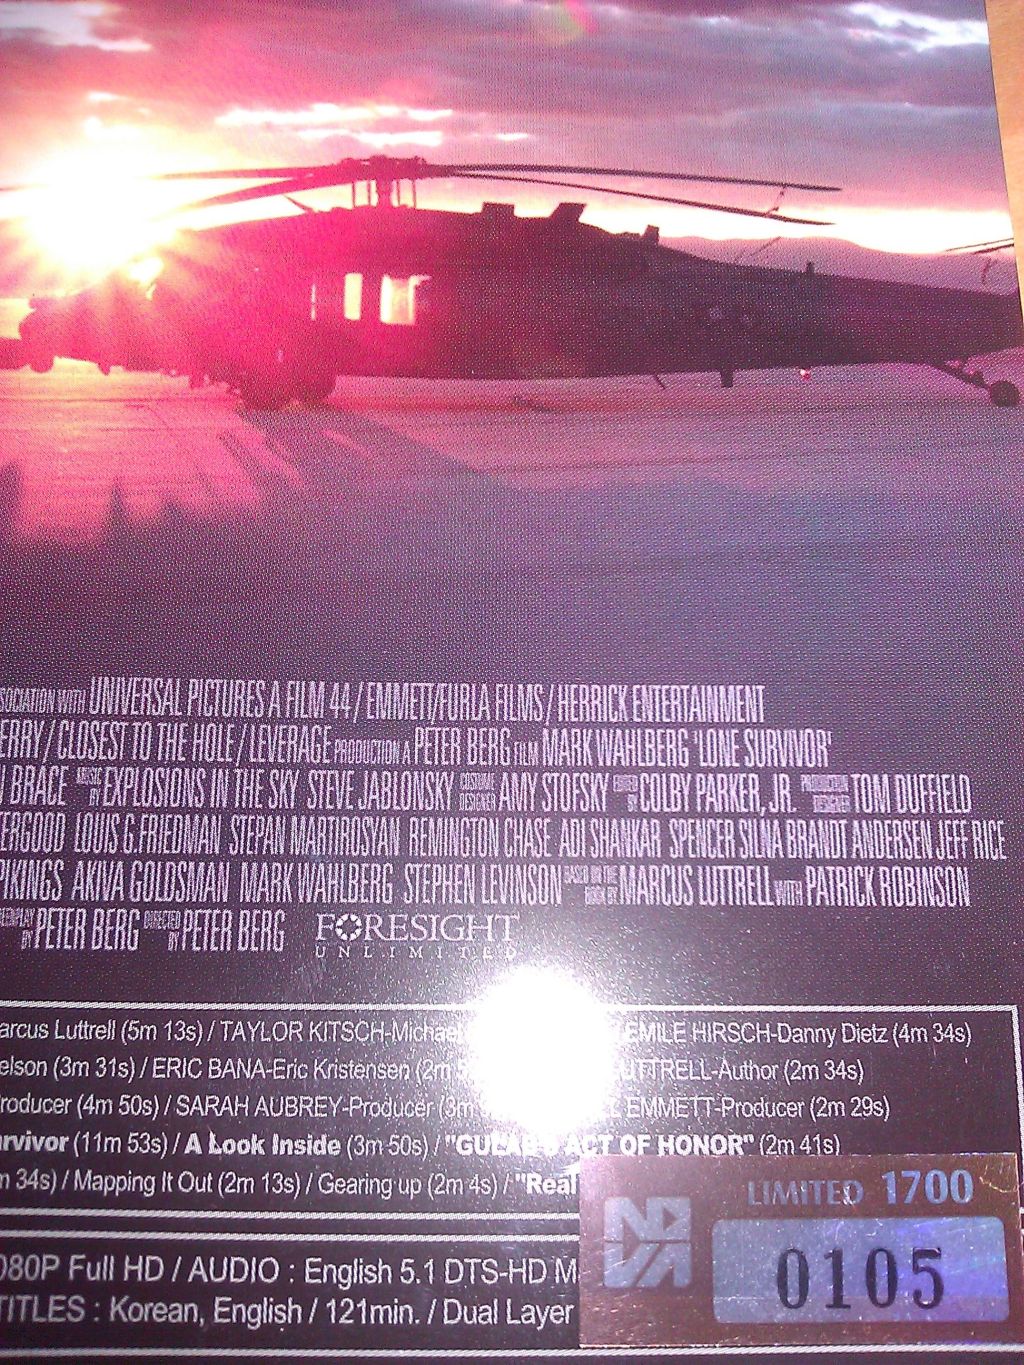 SOCIATION WITH UNIVERSAL PICTURES A FILM 44 / EMMETT/FURLA FILMS / HERRICK ENTERTAINMENT
ERRY / CLOSEST TO THE HOLE / LEVERAGE PRODUCTION A PETER BERG FILM MARK WAHLBERG 'LONE SURVIVOR'
BRACE MUSIC BY EXPLOSIONS IN THE SKY STEVE JABLONSKY COSTUME DESIGNER AMY STOFSKY EDITED BY COLBY PARKER, JR. PRODUCTION DESIGNER TOM DUFFIELD
ERGOOD LOUIS G. FRIEDMAN STEPAN MARTIROSYAN REMINGTON CHASE ADI SHANKAR SPENCER SILNA BRANDT ANDERSEN JEFF RICE
PIKINGS AKIVA GOLDSMAN MARK WAHLBERG STEPHEN LEVINSON BASED ON THE BOOK BY MARCUS LUTTRELL WITH PATRICK ROBINSON
BY PETER BERG DIRECTED BY PETER BERG FORESIGHT
UNLIMITED
arcus Luttrell (5m 13s) / TAYLOR KITSCH-Michael EMILE HIRSCH-Danny Dietz (4m 34s)
elson (3m 31s) / ERIC BANA-Eric Kristensen (2m UTTRELL-Author (2m 34s)
roducer (4m 50s) / SARAH AUBREY-Producer (3m EMMETT-Producer (2m 29s)
urvivor (11m 53s) / A Look Inside (3m 50s) / "GULAB'S ACT OF HONOR" (2m 41s)
m 34s) / Mapping It Out (2m 13s) / Gearing up (2m 4s) / "Real
LIMITED 1700
0105
080P Full HD / AUDIO : English 5.1 DTS-HD M
TITLES : Korean, English / 121min. / Dual Layer